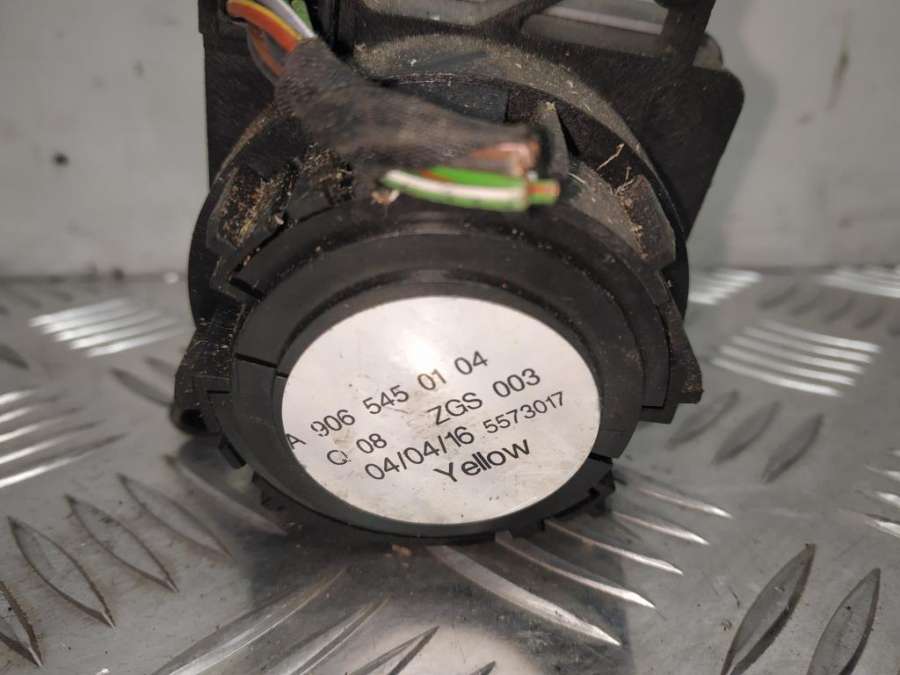 A 906 545 01 04
Q 08 ZGS 003
04/04/16 5573017
Yellow